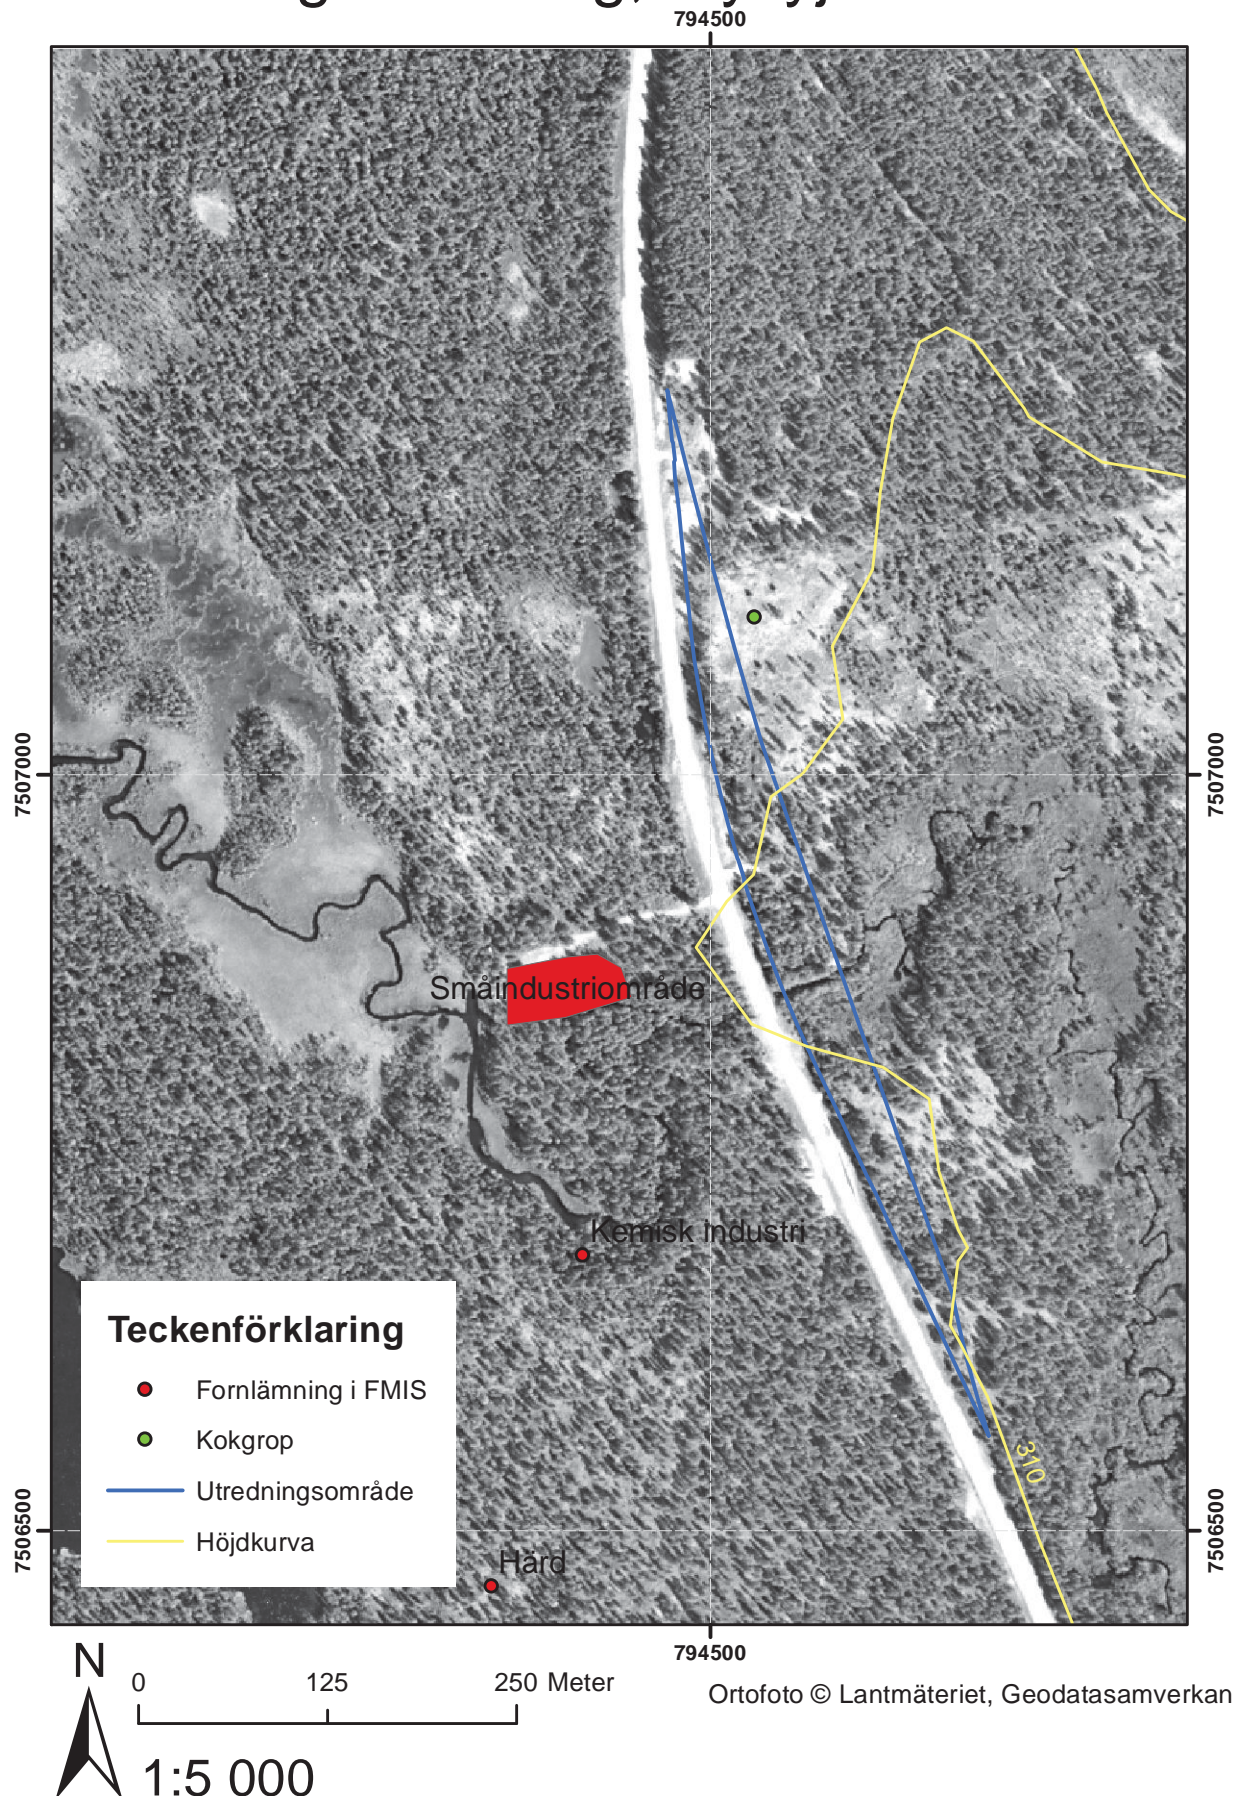 794500
7507000
7507000
Småindustriområde
Kemisk industri
Teckenförklaring
Fornlämning i FMIS
Kokgrop
Utredningsområde
Höjdkurva
310
7506500
7506500
Härd
794500
N
0 125 250 Meter
Ortofoto © Lantmäteriet, Geodatasamverkan
1:5 000